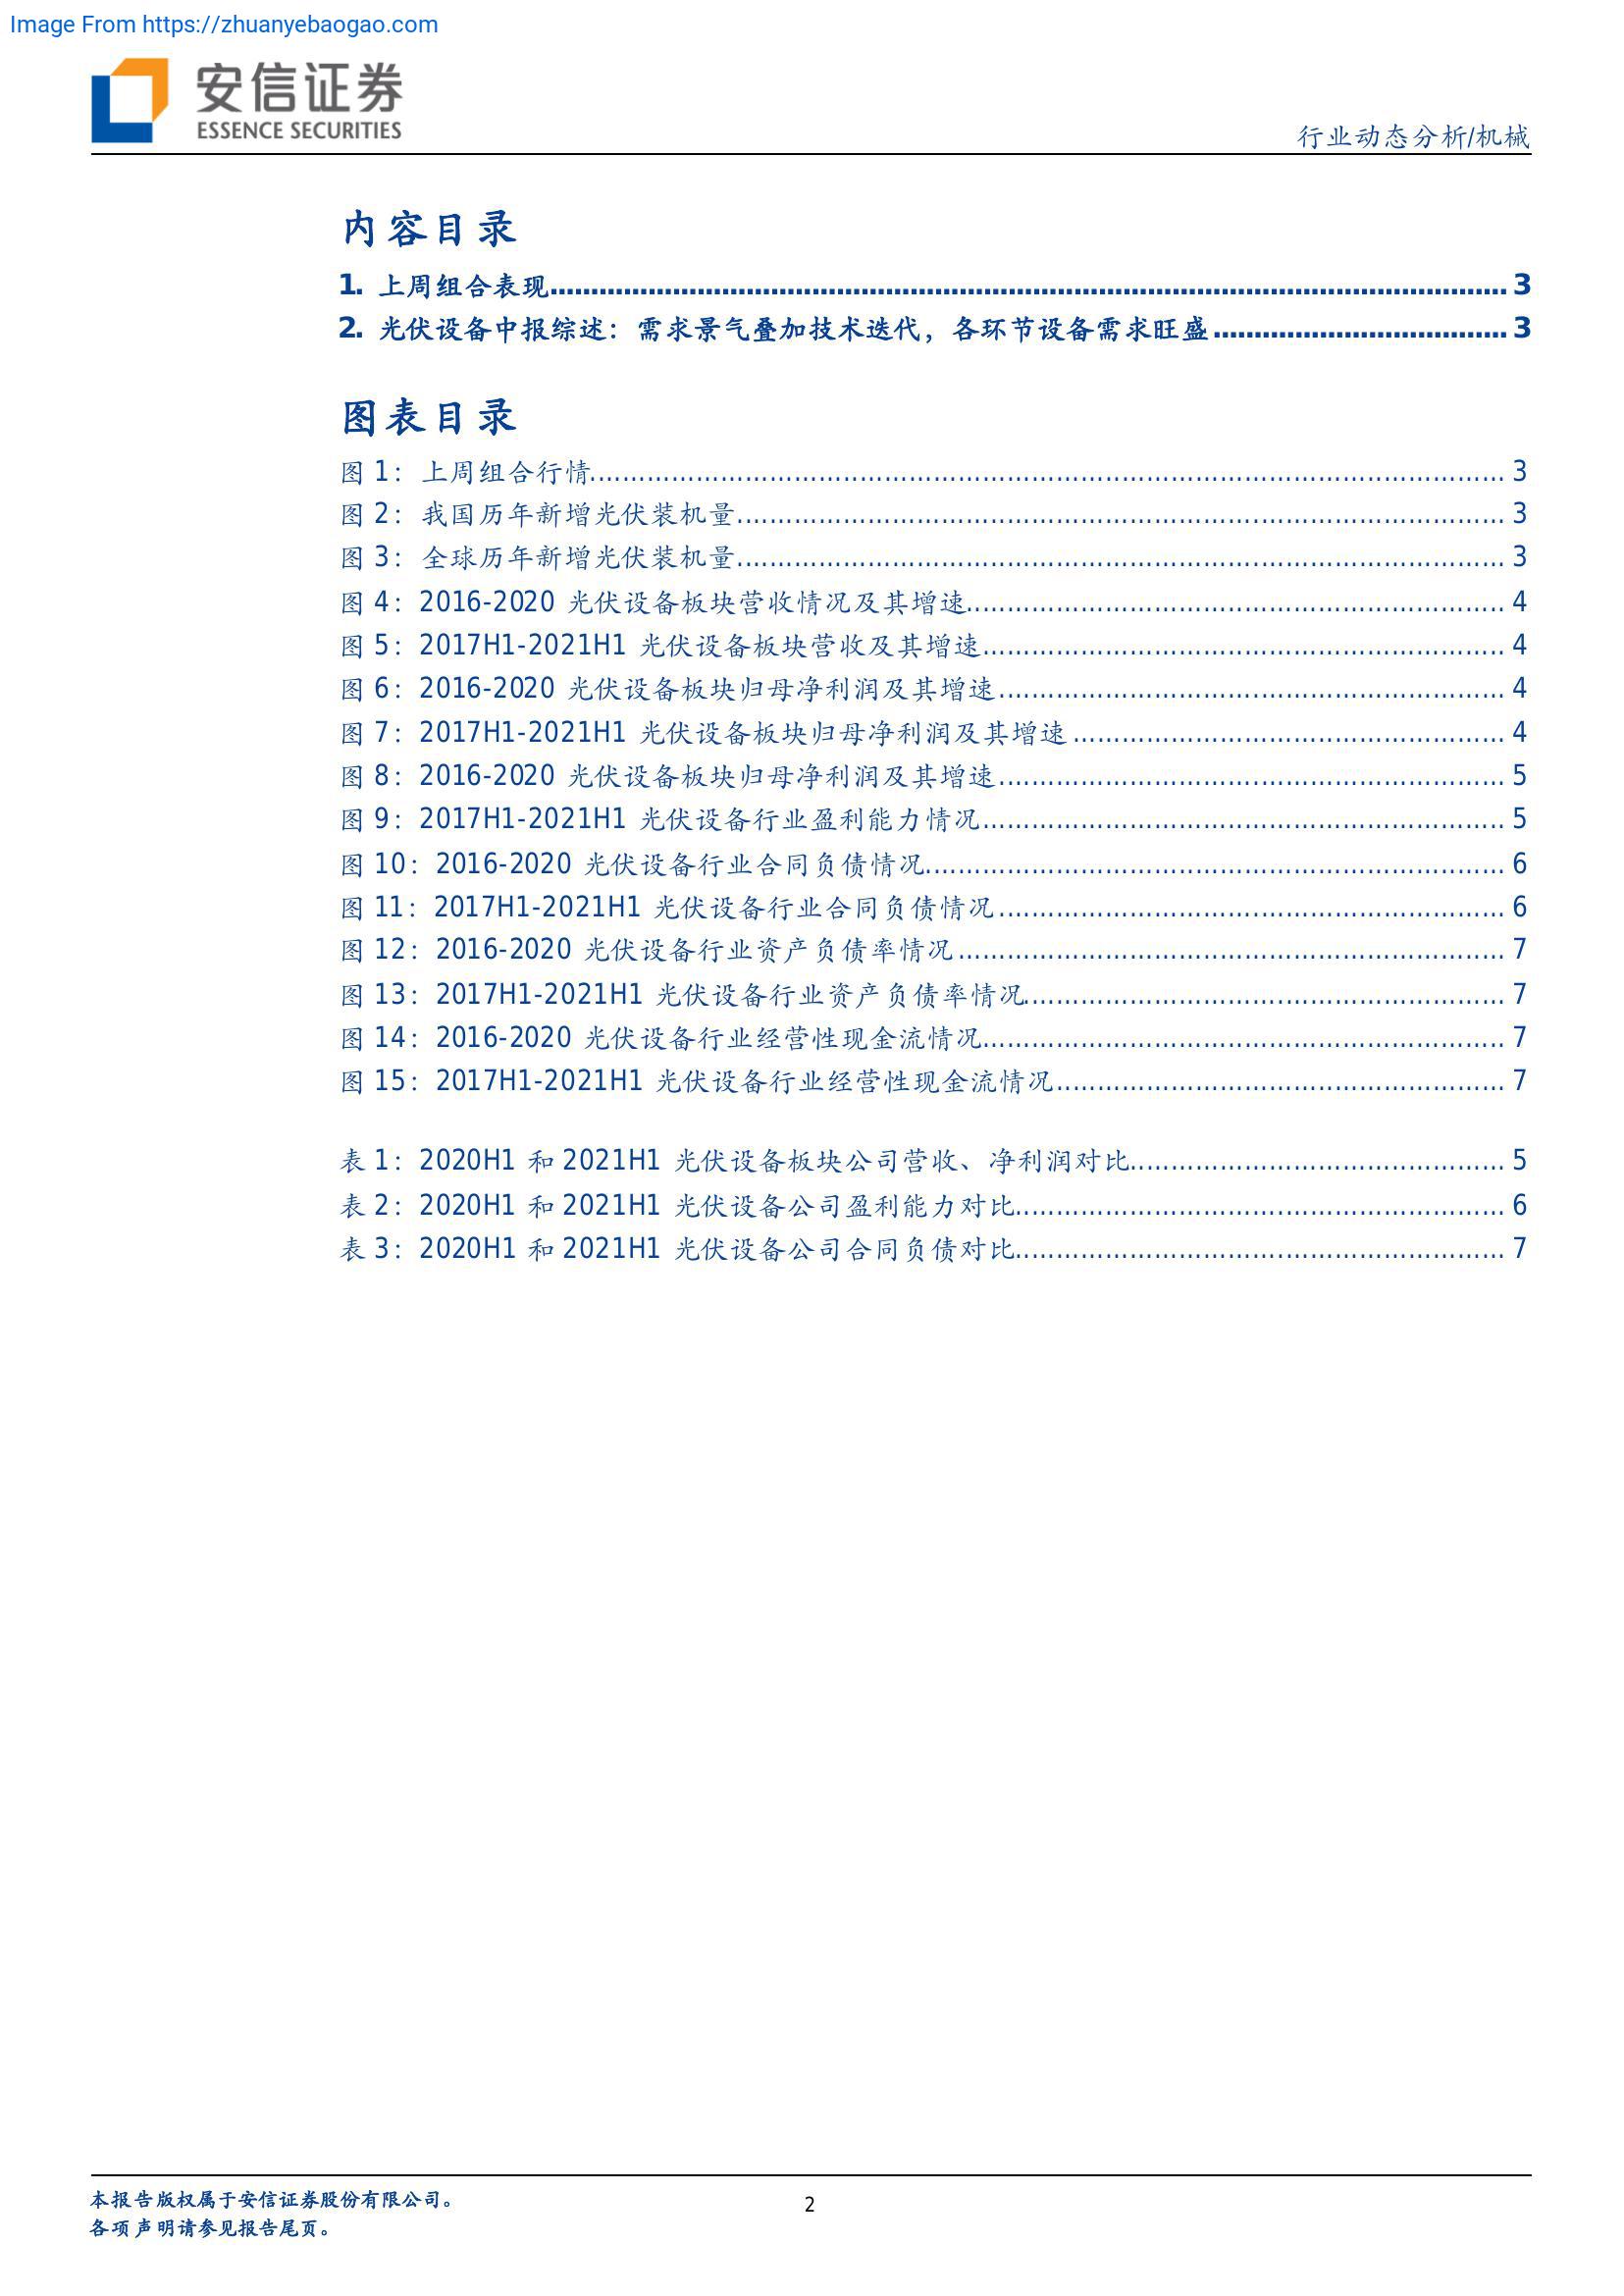 Image From https://zhuanyebaogao.com
安信证券
ESSENCE SECURITIES
行业动态分析/机械
内容目录
1. 上周组合表现 3
2. 光伏设备中报综述：需求景气叠加技术迭代，各环节设备需求旺盛 3
图表目录
图 1：上周组合行情 3
图 2：我国历年新增光伏装机量 3
图 3：全球历年新增光伏装机量 3
图 4：2016-2020 光伏设备板块营收情况及其增速 4
图 5：2017H1-2021H1 光伏设备板块营收及其增速 4
图 6：2016-2020 光伏设备板块归母净利润及其增速 4
图 7：2017H1-2021H1 光伏设备板块归母净利润及其增速 4
图 8：2016-2020 光伏设备板块归母净利润及其增速 5
图 9：2017H1-2021H1 光伏设备行业盈利能力情况 5
图 10：2016-2020 光伏设备行业合同负债情况 6
图 11：2017H1-2021H1 光伏设备行业合同负债情况 6
图 12：2016-2020 光伏设备行业资产负债率情况 7
图 13：2017H1-2021H1 光伏设备行业资产负债率情况 7
图 14：2016-2020 光伏设备行业经营性现金流情况 7
图 15：2017H1-2021H1 光伏设备行业经营性现金流情况 7
表 1：2020H1 和 2021H1 光伏设备板块公司营收、净利润对比 5
表 2：2020H1 和 2021H1 光伏设备公司盈利能力对比 6
表 3：2020H1 和 2021H1 光伏设备公司合同负债对比 7
本报告版权属于安信证券股份有限公司。
各项声明请参见报告尾页。
2